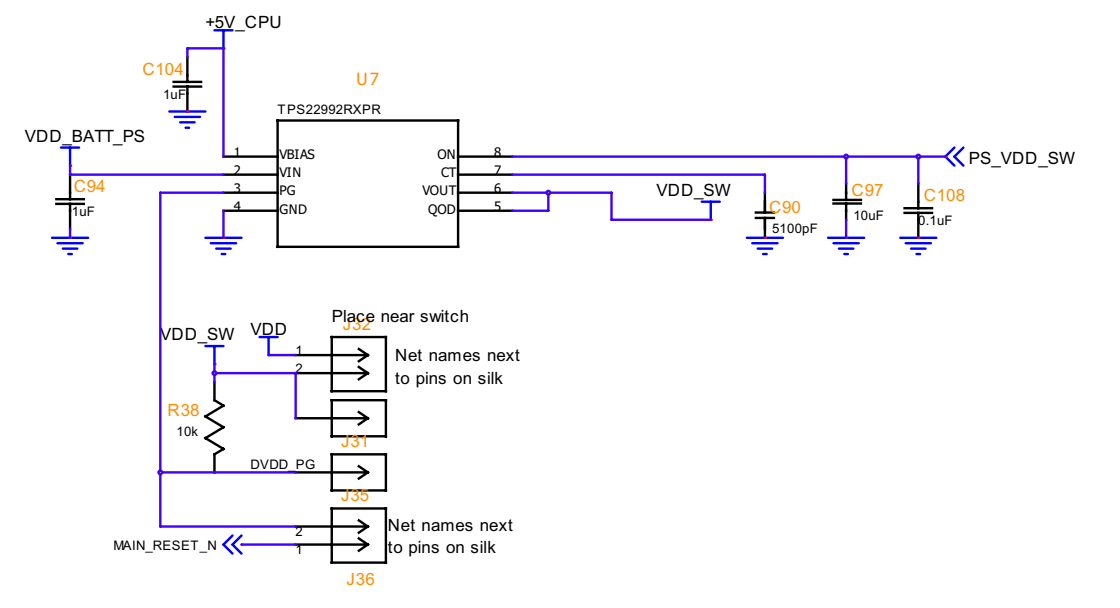 +5V_CPU
C104
1uF
U7
TPS22992RXPR
VDD_BATT_PS
1
VBIAS
ON
8
PS_VDD_SW
2
VIN
CT
7
C94
1uF
3
PG
VOUT
6
VDD_SW
C97
10uF
C108
0.1uF
4
GND
QOD
5
C90
5100pF
Place near switch
J32
VDD_SW
VDD
1
2
Net names next
to pins on silk
R38
10k
J31
DVDD_PG
J35
2
Net names next
MAIN_RESET_N
1
to pins on silk
J36